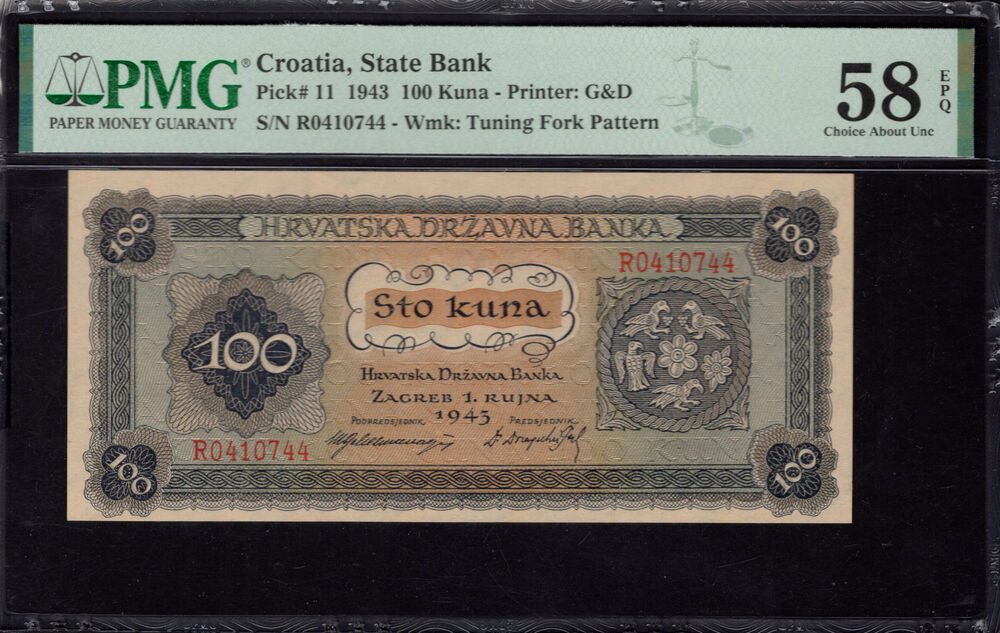 PMG®
PAPER MONEY GUARANTY
Croatia, State Bank
Pick# 11 1943 100 Kuna - Printer: G&D
S/N R0410744 - Wmk: Tuning Fork Pattern
58
EPQ
Choice About Unc
100
HRVATSKA DRŽAVNA BANKA
100
R0410744
Sto kuna
100
HRVATSKA DRŽAVNA BANKA
ZAGREB 1. RUJNA
1943
PODPREDSJEDNIK, PREDSJEDNIK,
R0410744
100
100